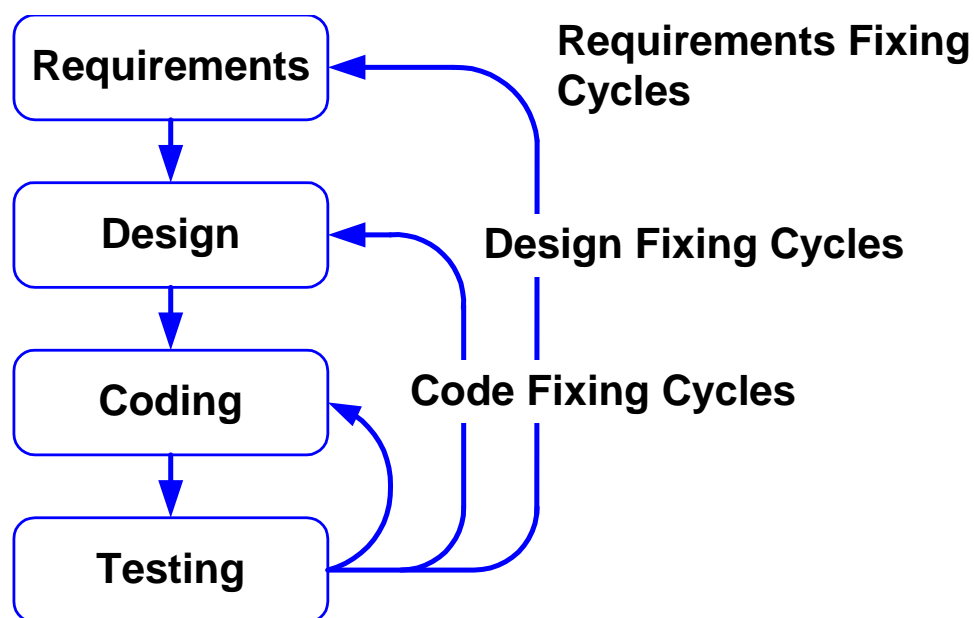 Requirements
Requirements Fixing
Cycles
Design
Design Fixing Cycles
Coding
Code Fixing Cycles
Testing